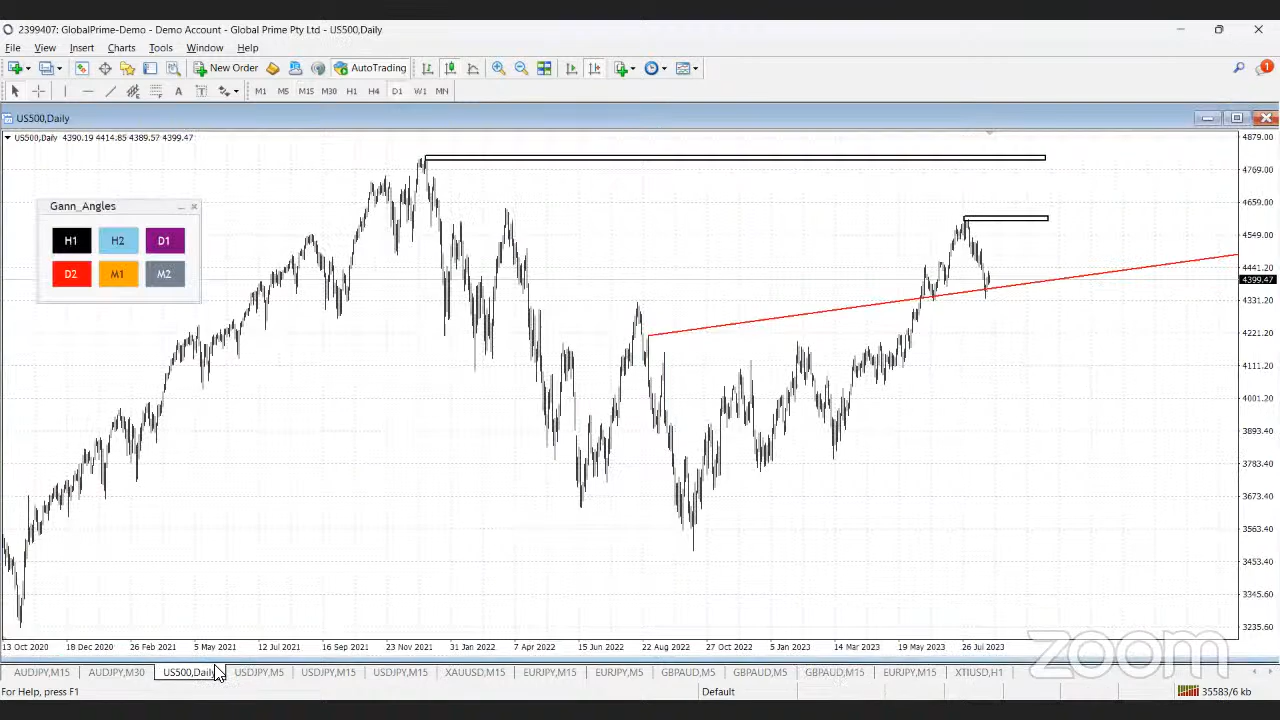 2399407: GlobalPrime-Demo - Demo Account - Global Prime Pty Ltd - US500,Daily
File View Insert Charts Tools Window Help
New Order AutoTrading 1
A T M1 M5 M15 M30 H1 H4 D1 W1 MN
US500,Daily
US500,Daily 4390.19 4414.85 4389.57 4399.47
4879.00
4769.00
4659.00
4549.00
4441.20
4399.47
4331.20
4221.20
4111.20
4001.20
3893.40
3783.40
3673.40
3563.40
3453.40
3345.60
3235.60
Gann_Angles
H1 H2 D1
D2 M1 M2
13 Oct 2020 18 Dec 2020 26 Feb 2021 5 May 2021 12 Jul 2021 16 Sep 2021 23 Nov 2021 31 Jan 2022 7 Apr 2022 15 Jun 2022 22 Aug 2022 27 Oct 2022 5 Jan 2023 14 Mar 2023 19 May 2023 26 Jul 2023
zoom
AUDJPY,M15 AUDJPY,M30 US500,Daily USDJPY,M5 USDJPY,M15 USDJPY,M15 XAUUSD,M15 EURJPY,M15 EURJPY,M5 GBPAUD,M5 GBPAUD,M5 GBPAUD,M15 EURJPY,M15 XTIUSD,H1
For Help, press F1 Default 35583/6 kb